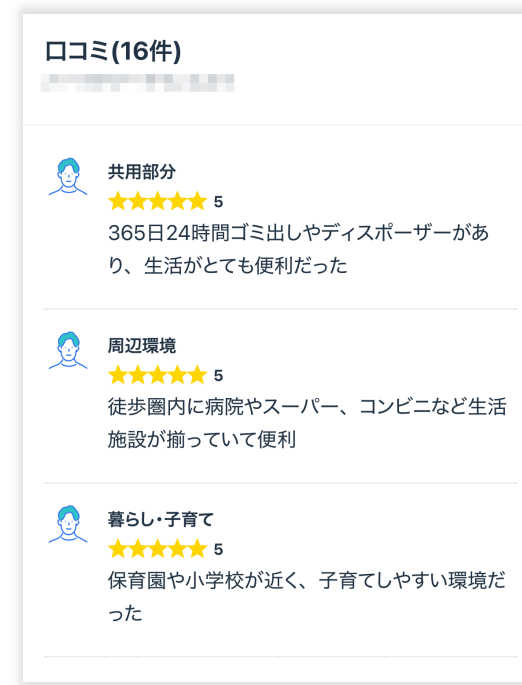 口コミ(16件)
共用部分
★★★★★ 5
365日24時間ゴミ出しやディスポーザーがあ
り、生活がとても便利だった
周辺環境
★★★★★ 5
徒歩圏内に病院やスーパー、コンビニなど生活
施設が揃っていて便利
暮らし・子育て
★★★★★ 5
保育園や小学校が近く、子育てしやすい環境だ
った